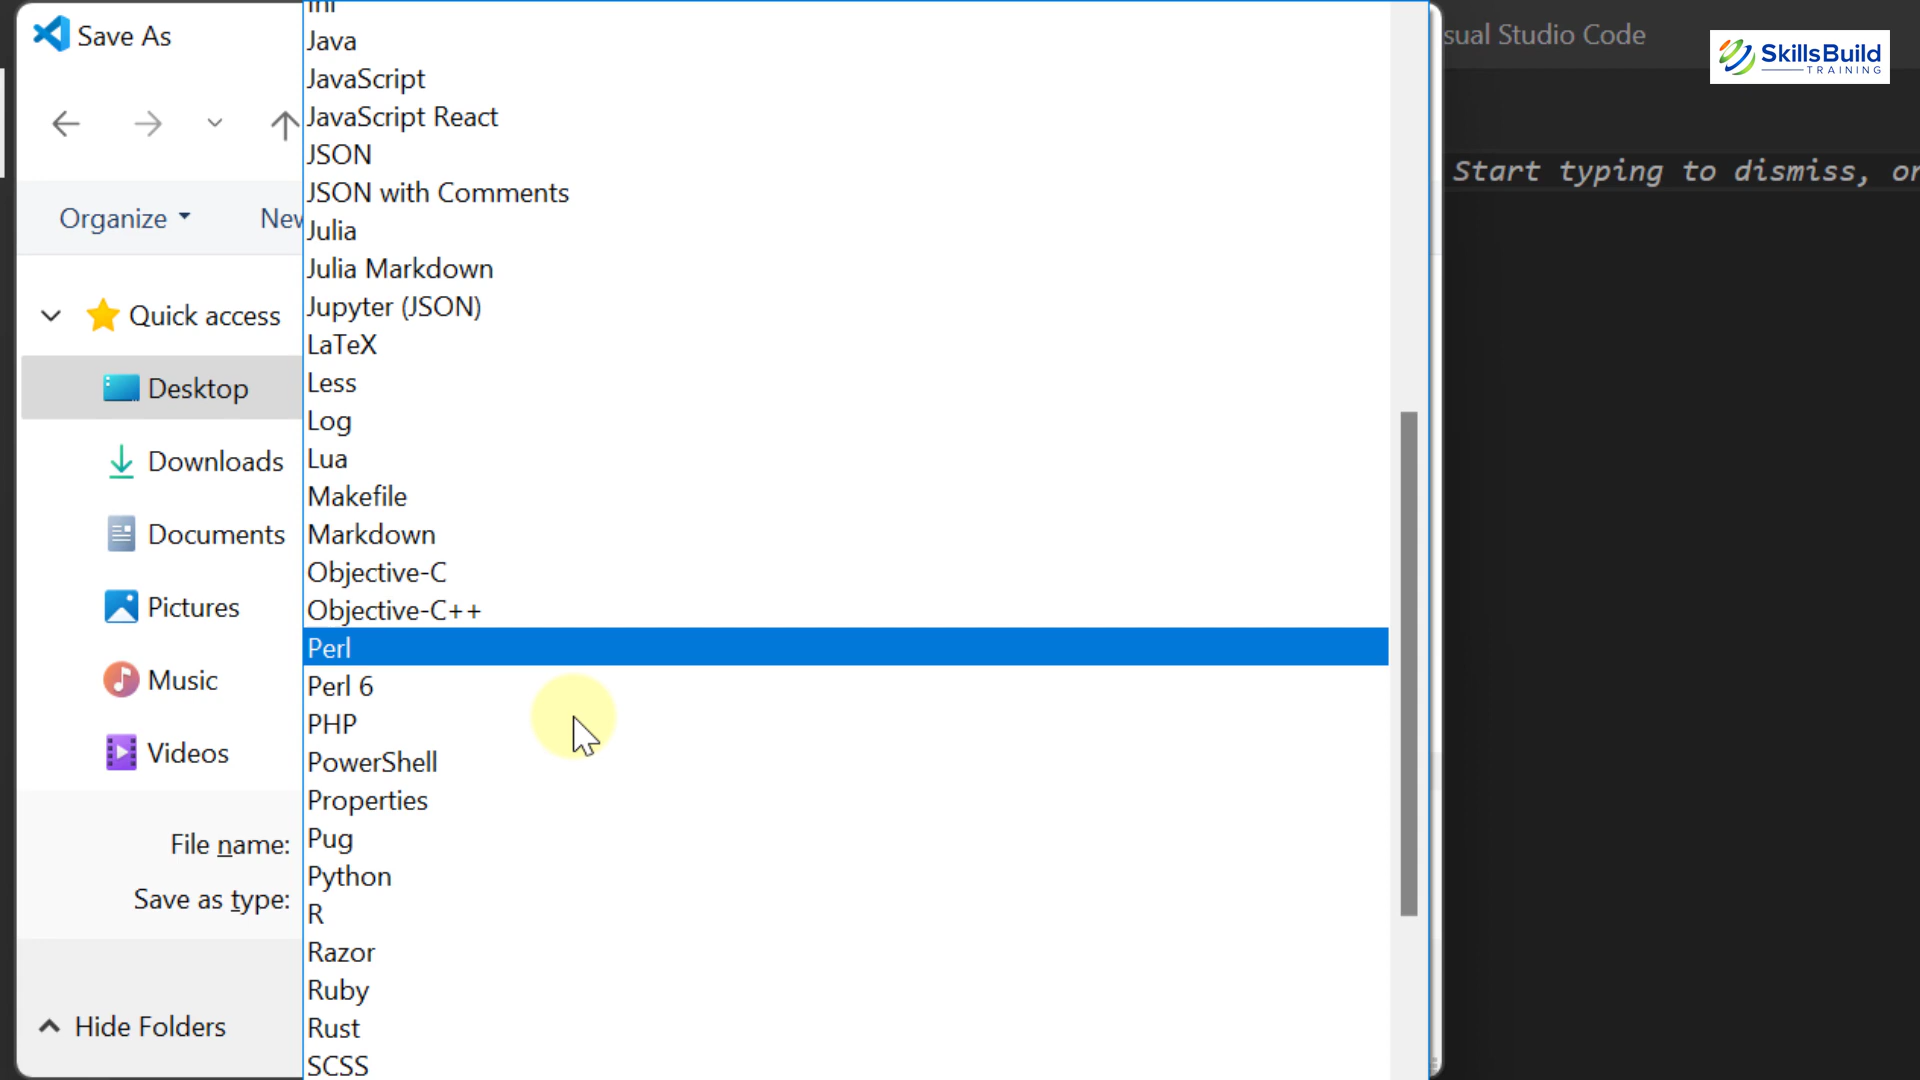 Save As
Organize
New
Quick access
Desktop
Downloads
Documents
Pictures
Music
Videos
File name:
Save as type:
Hide Folders
Ini
Java
JavaScript
JavaScript React
JSON
JSON with Comments
Julia
Julia Markdown
Jupyter (JSON)
LaTeX
Less
Log
Lua
Makefile
Markdown
Objective-C
Objective-C++
Perl
Perl 6
PHP
PowerShell
Properties
Pug
Python
R
Razor
Ruby
Rust
SCSS
sual Studio Code
SkillsBuild
TRAINING
Start typing to dismiss, or